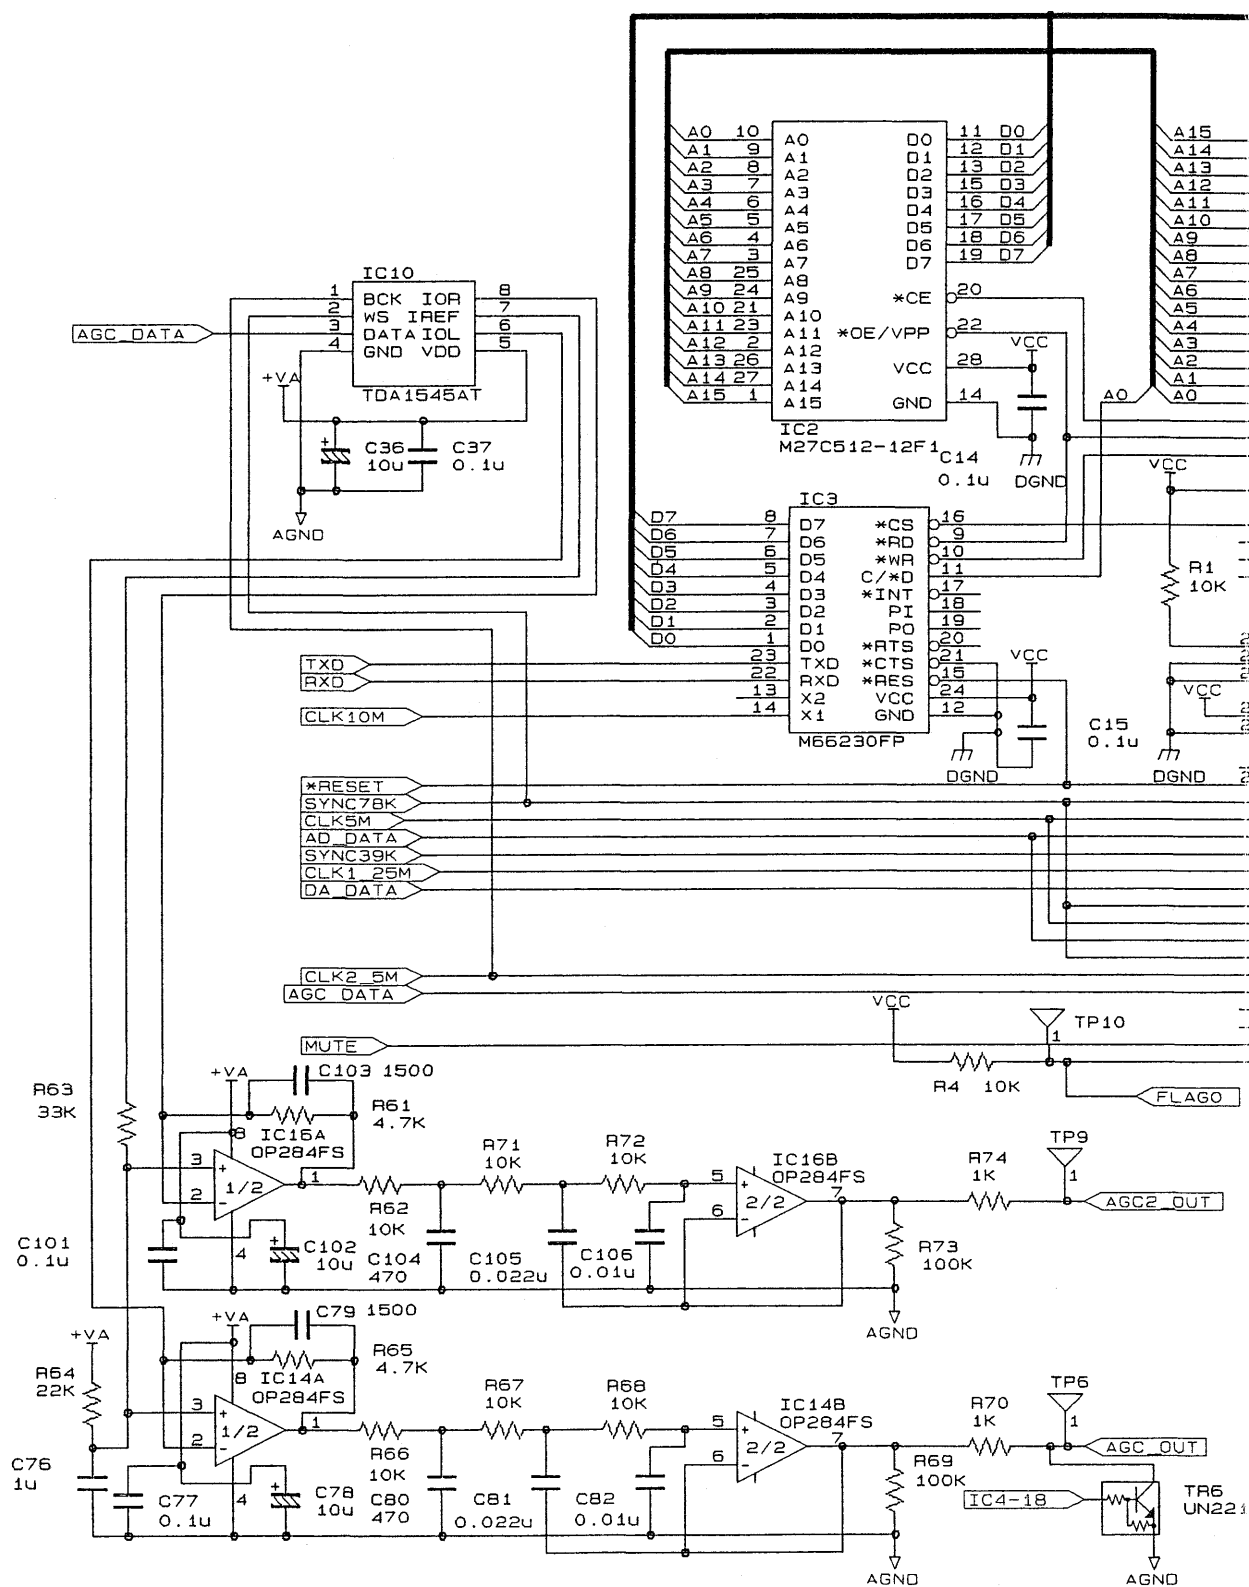 A0 10 A0 D0 11 D0 A15
A1 9 A1 D1 12 D1 A14
A2 8 A2 D2 13 D2 A13
A3 7 A3 D3 15 D3 A12
A4 6 A4 D4 16 D4 A11
A5 5 A5 D5 17 D5 A10
A6 4 A6 D6 18 D6 A9
A7 3 A7 D7 19 D7 A8
A8 25 A8 A7
A9 24 A9 *CE 20 A6
A10 21 A10 A5
A11 23 A11 *OE/VPP 22 A4
A12 2 A12 VCC A3
A13 26 A13 VCC 28 A2
A14 27 A14 A1
A15 1 A15 GND 14 A0 A0
IC2
M27C512-12F1
C14
0.1u DGND
VCC
IC10
1 BCK IOR 8
2 WS IREF 7
AGC_DATA 3 DATA IOL 6
4 GND VDD 5
TDA1545AT
+VA
C36 C37
10u 0.1u
AGND
IC3
D7 8 D7 *CS 16
D6 7 D6 *RD 9
D5 6 D5 *WR 10
D4 5 D4 C/*D 11
D3 4 D3 *INT 17
D2 3 D2 PI 18
D1 2 D1 PO 19
D0 1 D0 *RTS 20
TXD 23 TXD *CTS 21
RXD 22 RXD *RES 15
13 X2 VCC 24
CLK10M 14 X1 GND 12
M66230FP
VCC
C15
0.1u
DGND
R1
10K
VCC
DGND
*RESET
SYNC78K
CLK5M
AD_DATA
SYNC39K
CLK1_25M
DA_DATA
CLK2_5M
AGC_DATA
VCC
TP10
1
MUTE
R4 10K
FLAG0
+VA
C103 1500
R63
33K
R61
4.7K
8
IC16A
OP284FS
3 + 1/2 1
2 -
4
R62
10K
R71
10K
R72
10K
IC16B
OP284FS
5 + 2/2 7
6 -
R74
1K
TP9
1
AGC2_OUT
C101
0.1u
C102
10u
C104
470
C105
0.022u
C106
0.01u
R73
100K
AGND
+VA
+VA
C79 1500
R64
22K
R65
4.7K
8
IC14A
OP284FS
3 + 1/2 1
2 -
4
R66
10K
R67
10K
R68
10K
IC14B
OP284FS
5 + 2/2 7
6 -
R70
1K
TP6
1
AGC_OUT
C76
1u
C77
0.1u
C78
10u
C80
470
C81
0.022u
C82
0.01u
R69
100K
IC4-18
TR6
AGND
AGND